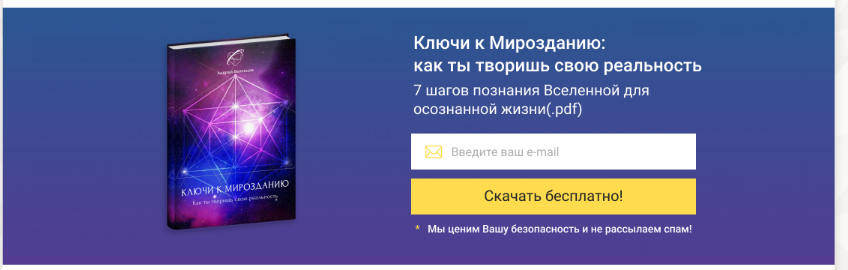 Ключи к Мирозданию:
как ты творишь свою реальность
7 шагов познания Вселенной для
осознанной жизни(.pdf)
Введите ваш e-mail
Скачать бесплатно!
* Мы ценим Вашу безопасность и не рассылаем спам!
КЛЮЧИ К МИРОЗДАНИЮ
Как ты творишь свою реальность